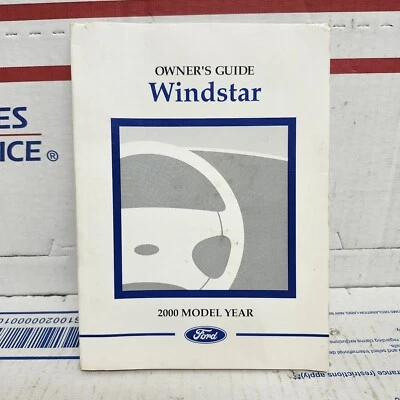 OWNER'S GUIDE
Windstar
2000 MODEL YEAR
Ford
ES
ICE ®